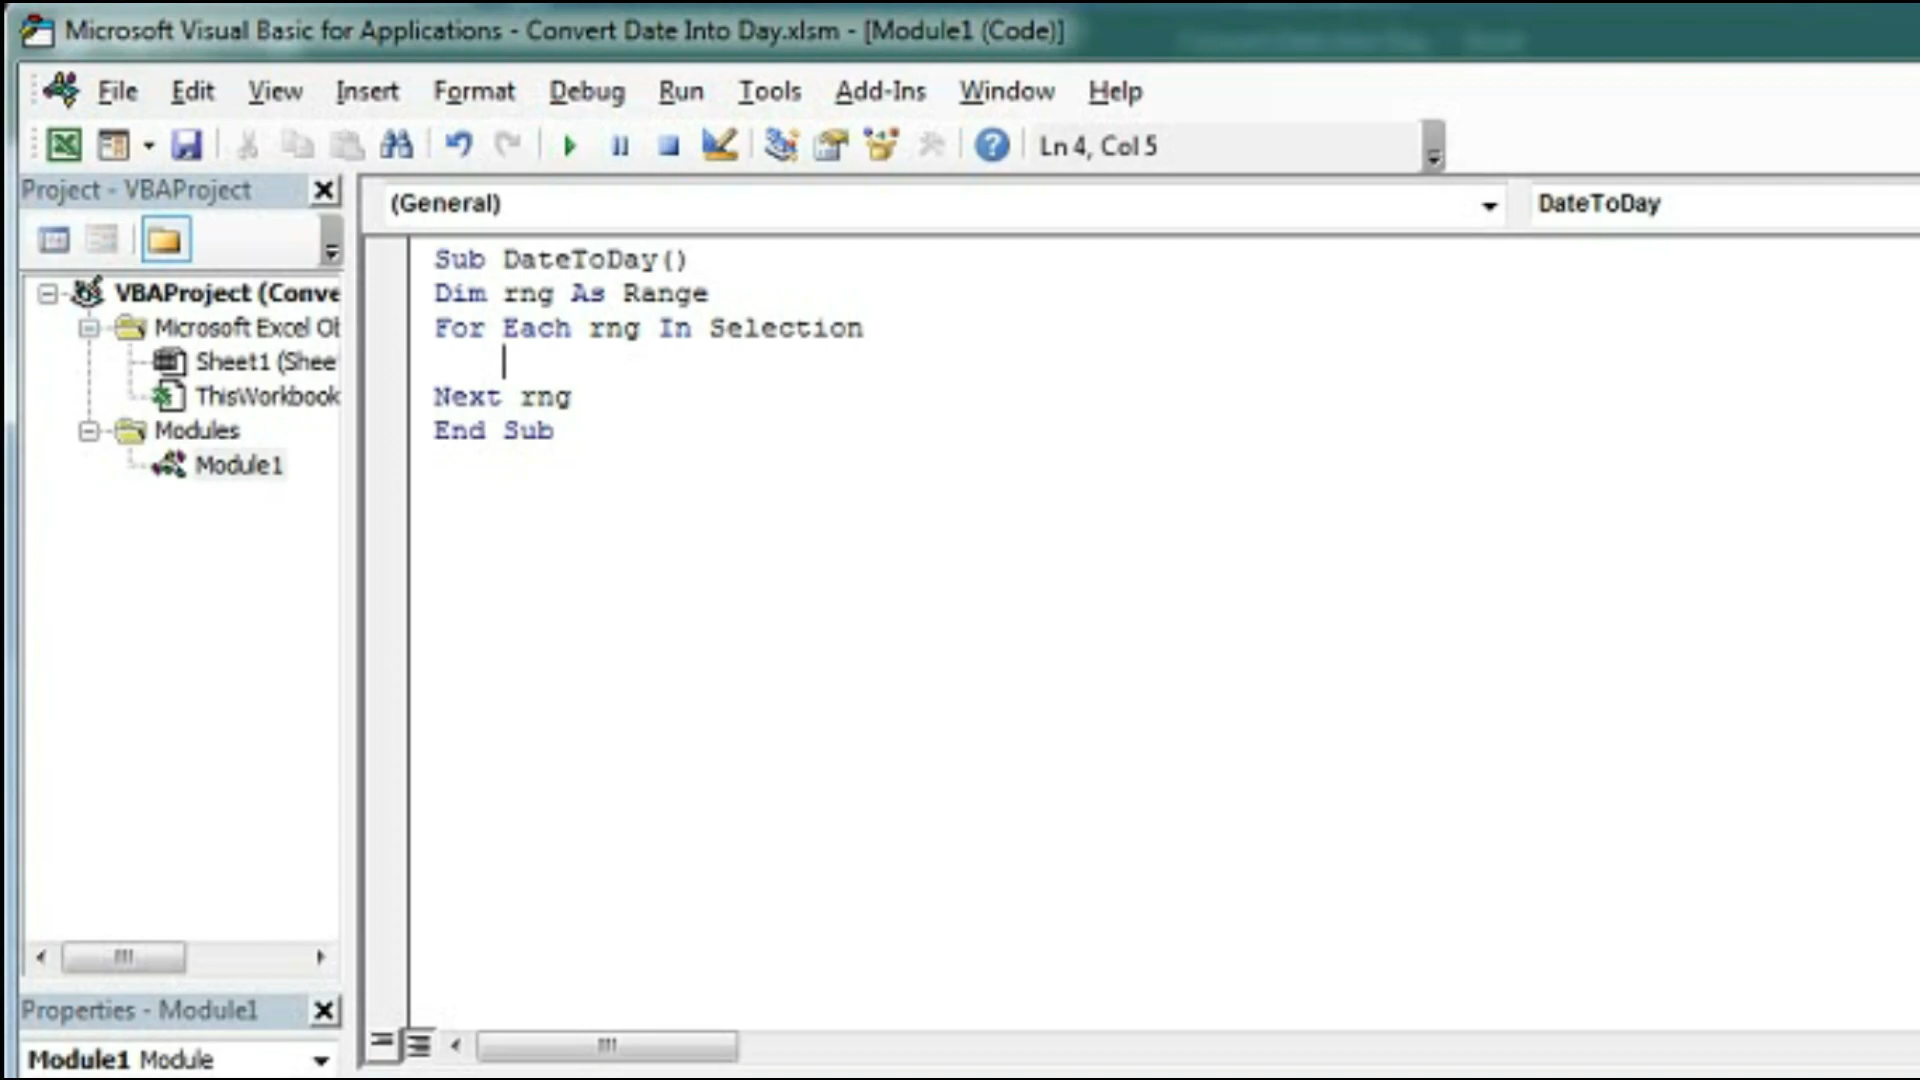 Microsoft Visual Basic for Applications - Convert Date Into Day.xlsm - [Module1 (Code)]
File Edit View Insert Format Debug Run Tools Add-Ins Window Help
Ln 4, Col 5
Project - VBAProject
(General)
DateToDay
VBAProject (Conve
Microsoft Excel Ob
Sheet1 (Shee
ThisWorkbook
Modules
Module1
Sub DateToDay()
Dim rng As Range
For Each rng In Selection
Next rng
End Sub
Properties - Module1
Module1 Module